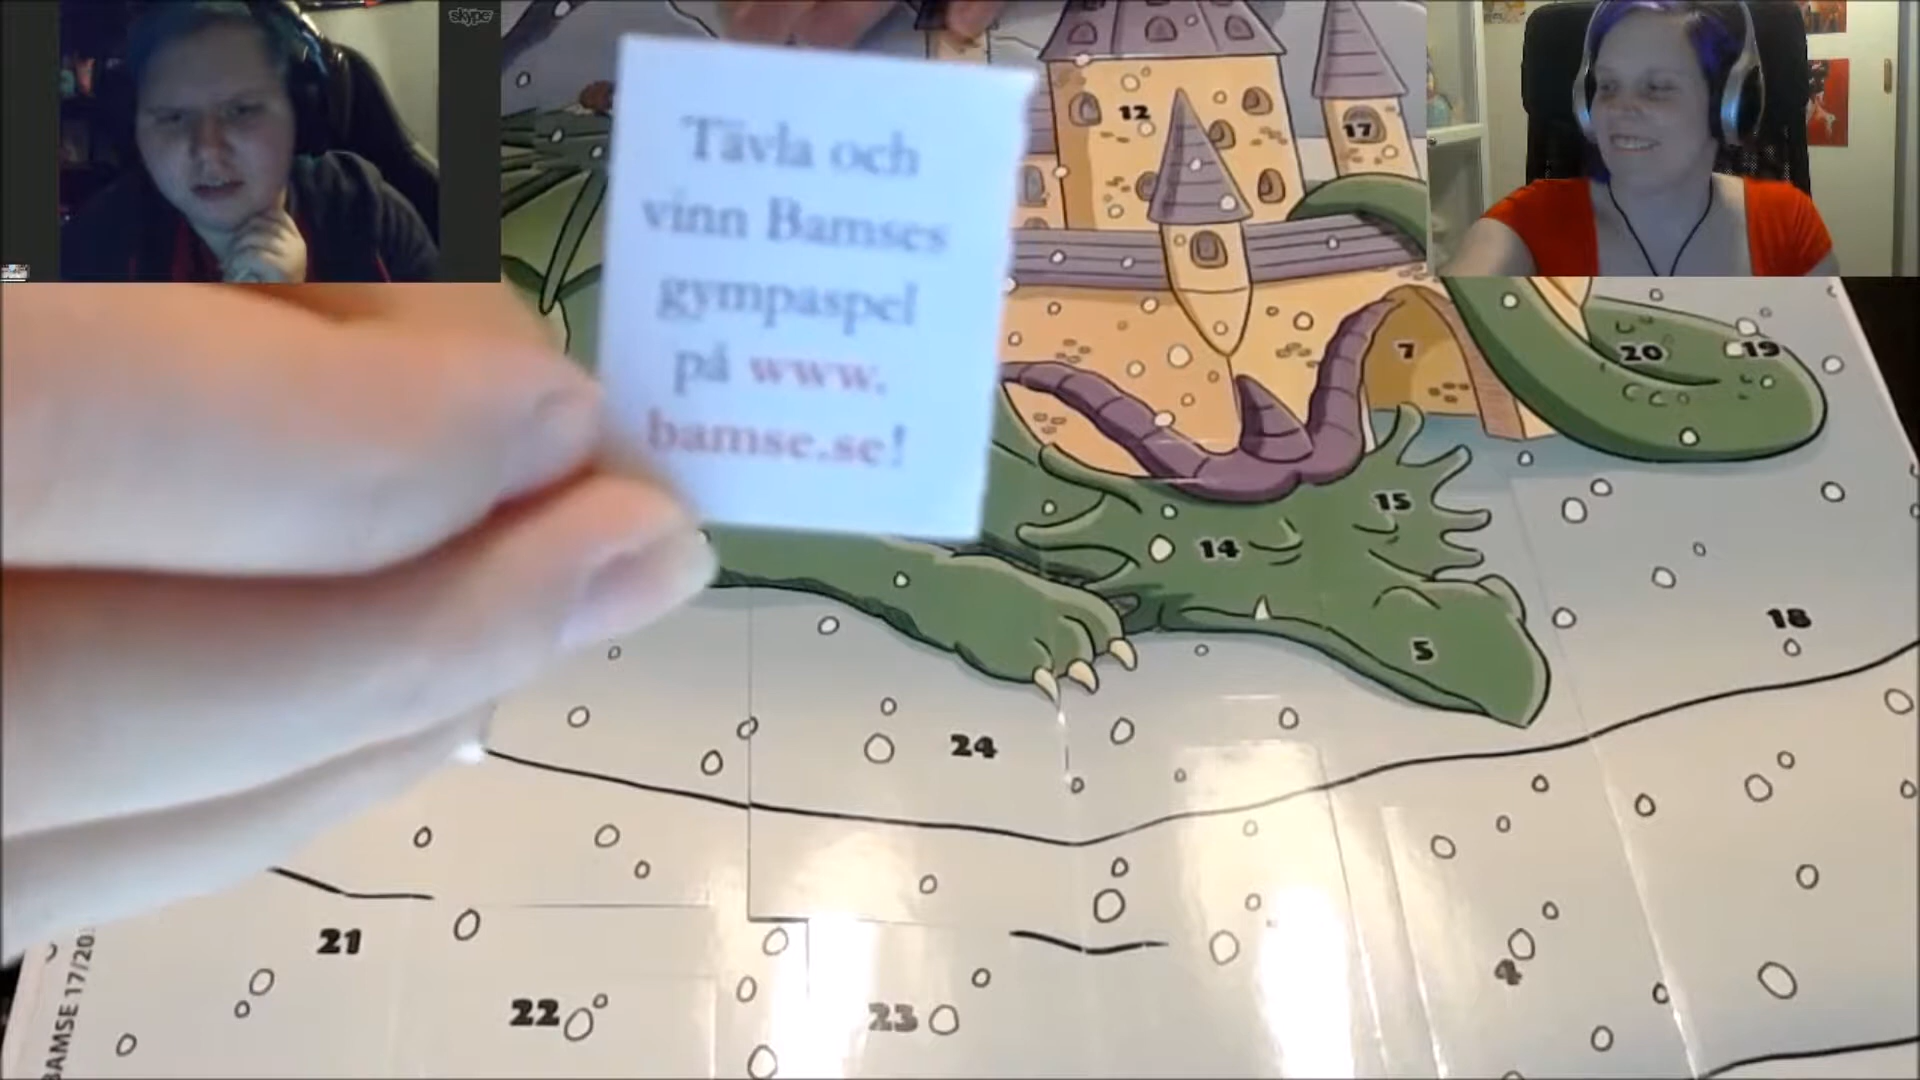 skype
Tävla och
vinn Bamses
gympaspel
på www.
bamse.se!
12
17
7
20
19
15
14
5
18
24
21
22
23
4
BAMSE 17/20